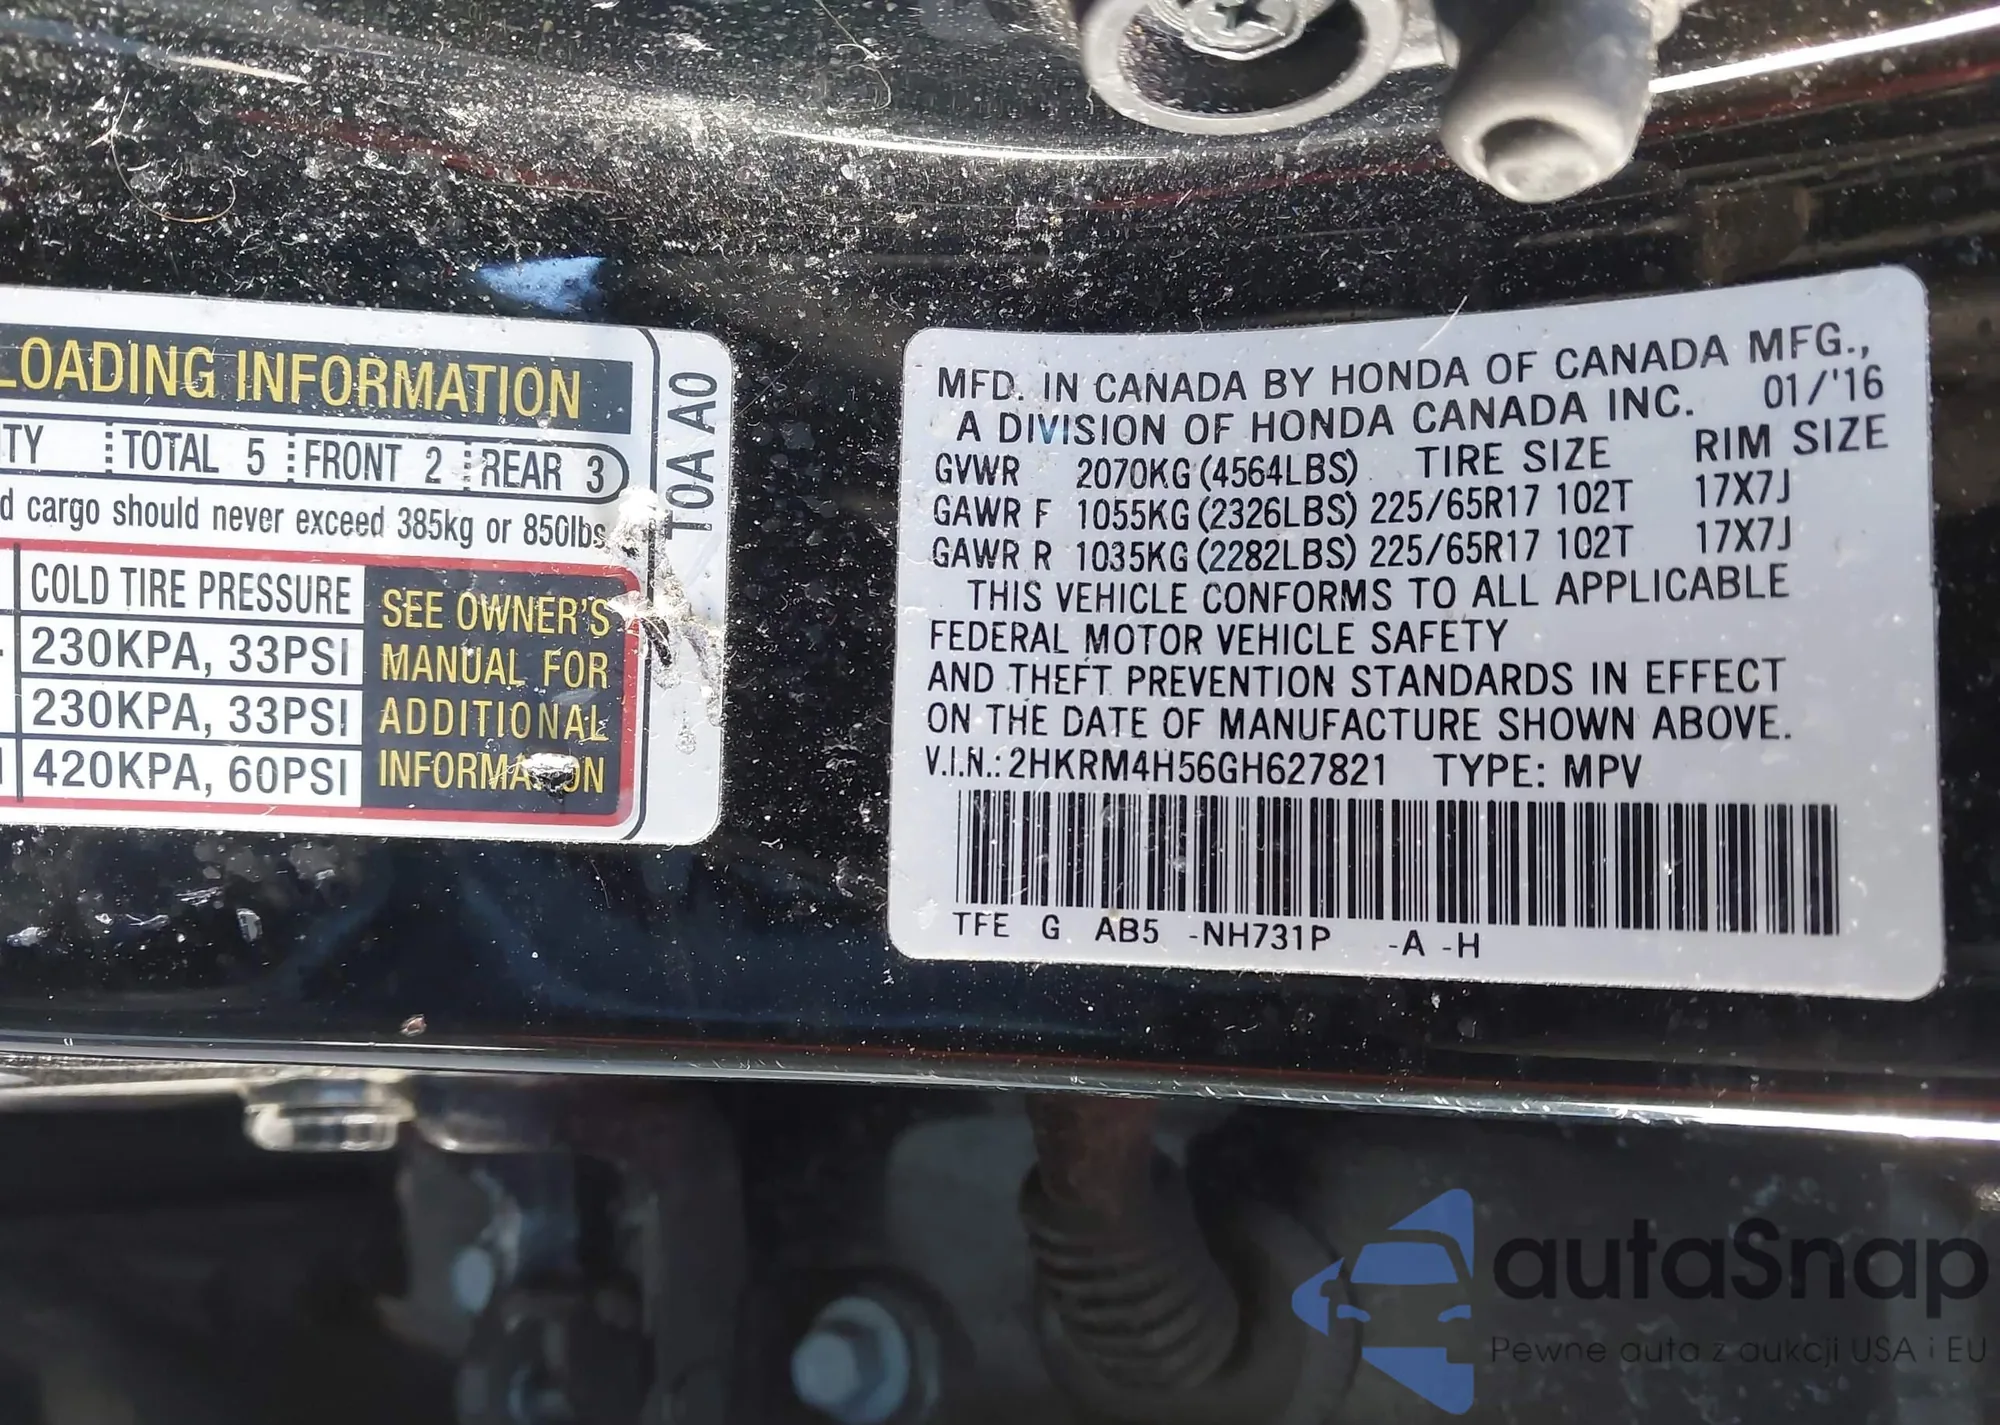 LOADING INFORMATION
TY TOTAL 5 FRONT 2 REAR 3
d cargo should never exceed 385kg or 850lbs
COLD TIRE PRESSURE
230KPA, 33PSI
230KPA, 33PSI
420KPA, 60PSI
SEE OWNER'S
MANUAL FOR
ADDITIONAL
INFORMATION
T0A A0
MFD. IN CANADA BY HONDA OF CANADA MFG.,
A DIVISION OF HONDA CANADA INC. 01/'16
GVWR 2070KG (4564LBS) TIRE SIZE RIM SIZE
GAWR F 1055KG (2326LBS) 225/65R17 102T 17X7J
GAWR R 1035KG (2282LBS) 225/65R17 102T 17X7J
THIS VEHICLE CONFORMS TO ALL APPLICABLE
FEDERAL MOTOR VEHICLE SAFETY
AND THEFT PREVENTION STANDARDS IN EFFECT
ON THE DATE OF MANUFACTURE SHOWN ABOVE.
V.I.N.: 2HKRM4H56GH627821 TYPE: MPV
TFE G AB5 -NH731P -A -H
autaSnap
Pewne auta z aukcji USA i EU